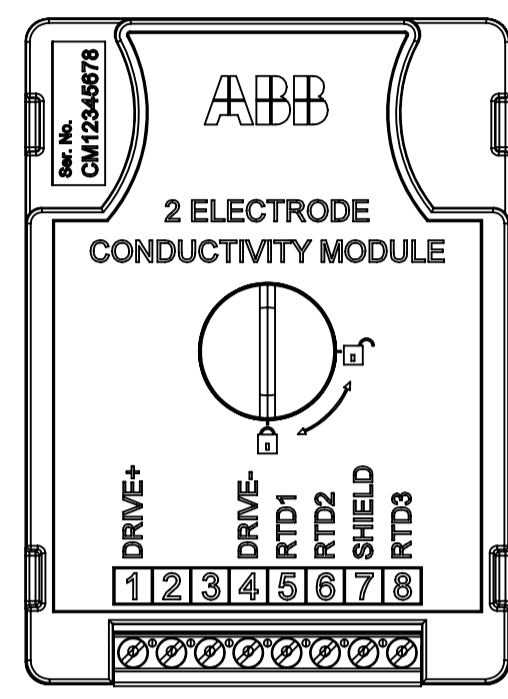 Ser. No.
CM12345678
ABB
2 ELECTRODE
CONDUCTIVITY MODULE
DRIVE+
DRIVE-
RTD1
RTD2
SHIELD
RTD3
1 2 3 4 5 6 7 8